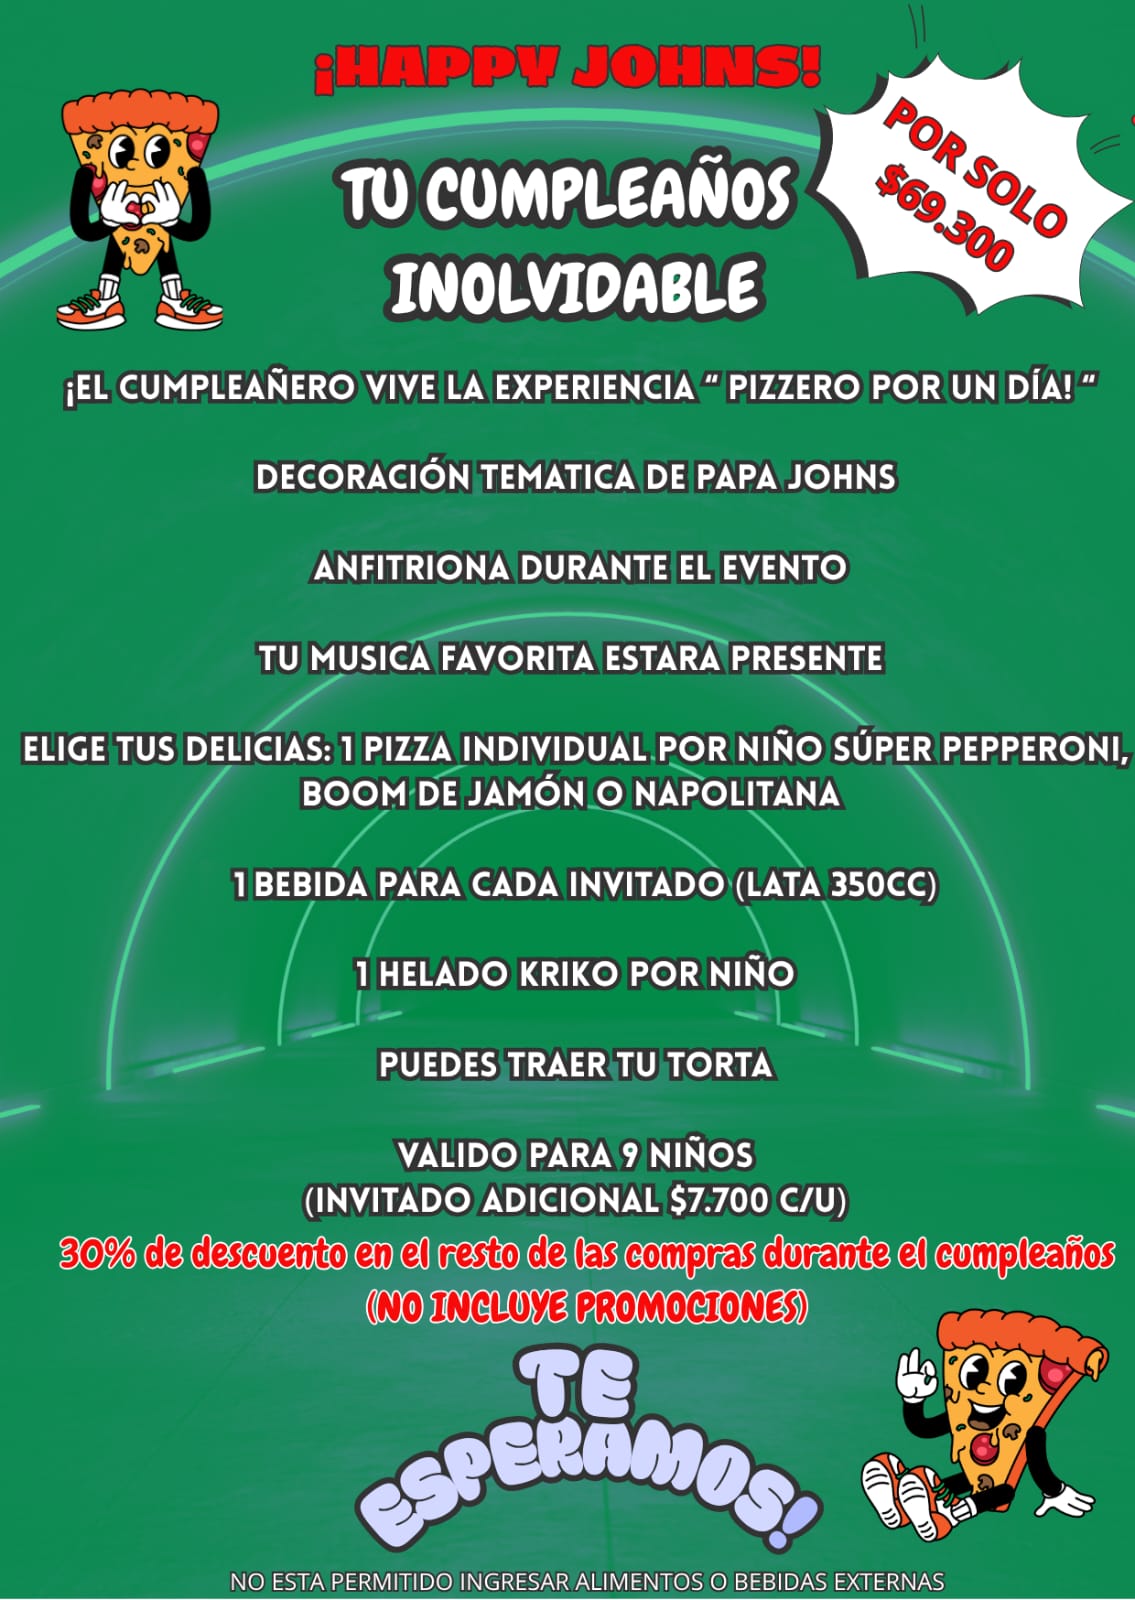 ¡HAPPY JOHNS!
POR SOLO
$69.300
TU CUMPLEAÑOS
INOLVIDABLE
¡EL CUMPLEAÑERO VIVE LA EXPERIENCIA “ PIZZERO POR UN DÍA! “
DECORACIÓN TEMATICA DE PAPA JOHNS
ANFITRIONA DURANTE EL EVENTO
TU MUSICA FAVORITA ESTARA PRESENTE
ELIGE TUS DELICIAS: 1 PIZZA INDIVIDUAL POR NIÑO SÚPER PEPPERONI,
BOOM DE JAMÓN O NAPOLITANA
1 BEBIDA PARA CADA INVITADO (LATA 350CC)
1 HELADO KRIKO POR NIÑO
PUEDES TRAER TU TORTA
VALIDO PARA 9 NIÑOS
(INVITADO ADICIONAL $7.700 C/U)
30% de descuento en el resto de las compras durante el cumpleaños
(NO INCLUYE PROMOCIONES)
TE
ESPERAMOS!
NO ESTA PERMITIDO INGRESAR ALIMENTOS O BEBIDAS EXTERNAS